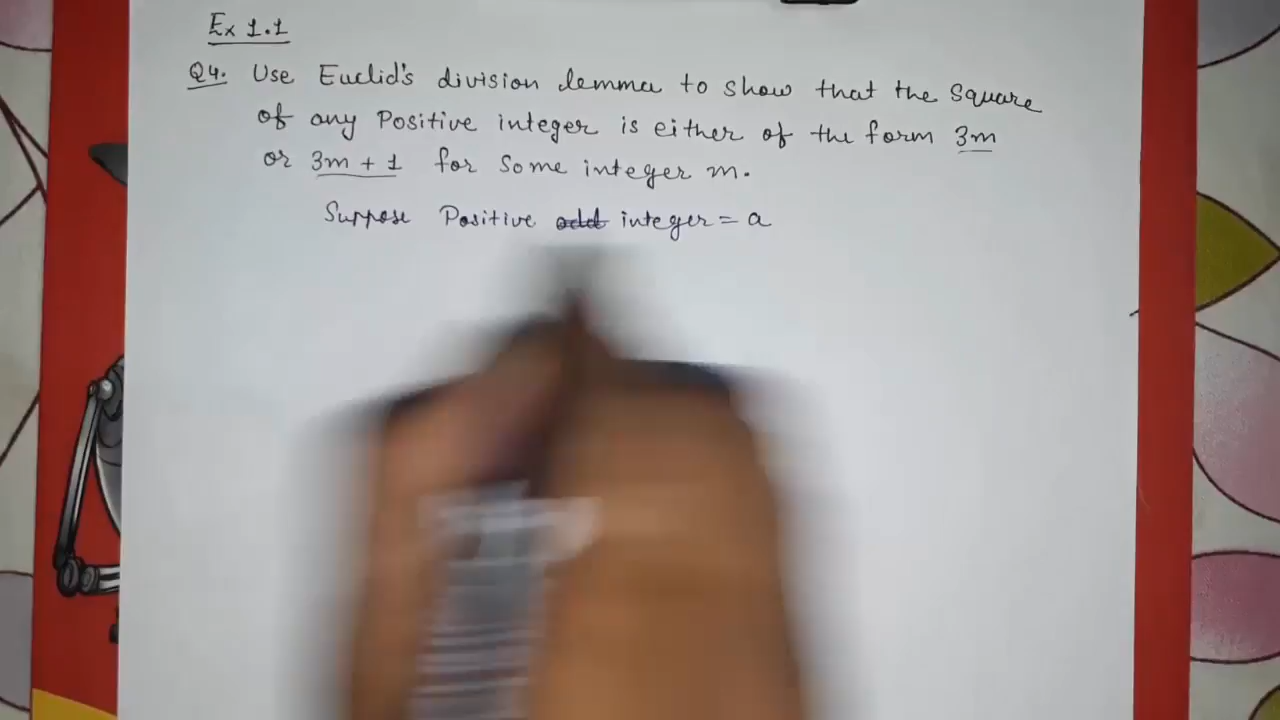 Ex 1.1
Q4. Use Euclid's division lemma to show that the Square
of any Positive integer is either of the form 3m
or 3m + 1 for Some integer m.
Suppose Positive odd integer = a